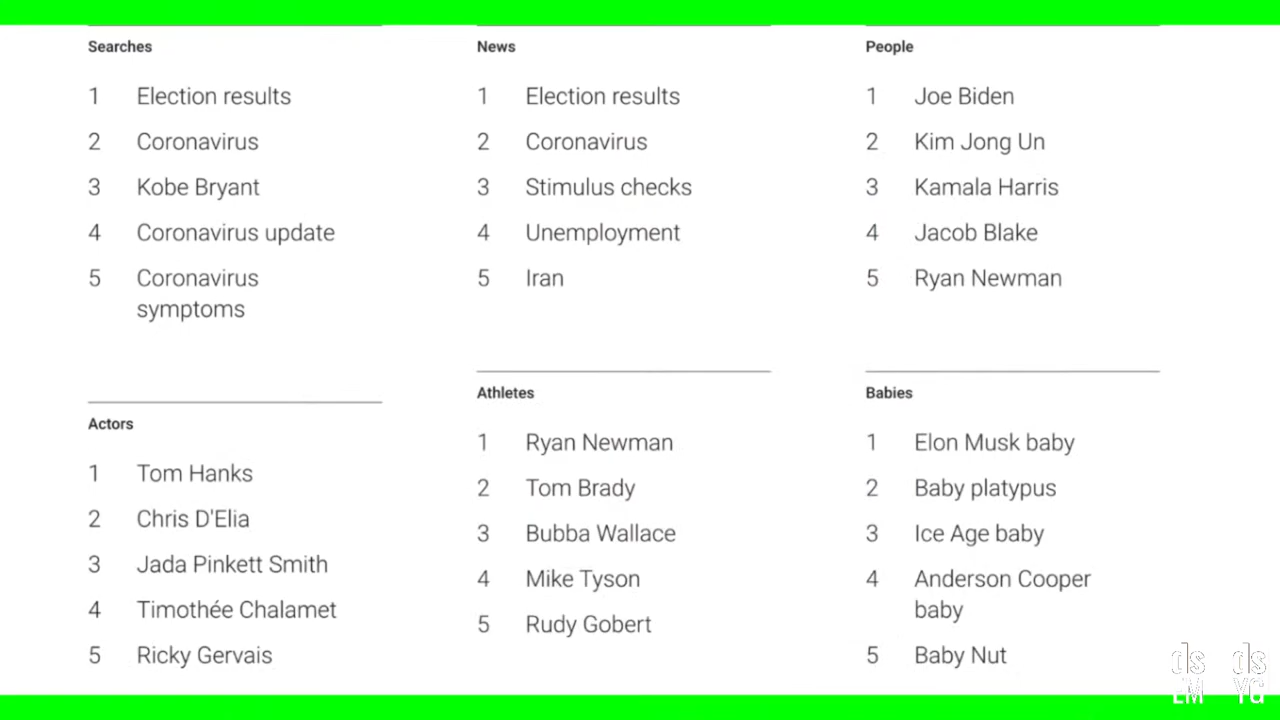 Searches
1 Election results
2 Coronavirus
3 Kobe Bryant
4 Coronavirus update
5 Coronavirus
symptoms
News
1 Election results
2 Coronavirus
3 Stimulus checks
4 Unemployment
5 Iran
People
1 Joe Biden
2 Kim Jong Un
3 Kamala Harris
4 Jacob Blake
5 Ryan Newman
Actors
1 Tom Hanks
2 Chris D'Elia
3 Jada Pinkett Smith
4 Timothée Chalamet
5 Ricky Gervais
Athletes
1 Ryan Newman
2 Tom Brady
3 Bubba Wallace
4 Mike Tyson
5 Rudy Gobert
Babies
1 Elon Musk baby
2 Baby platypus
3 Ice Age baby
4 Anderson Cooper
baby
5 Baby Nut
ds ds
EM YG